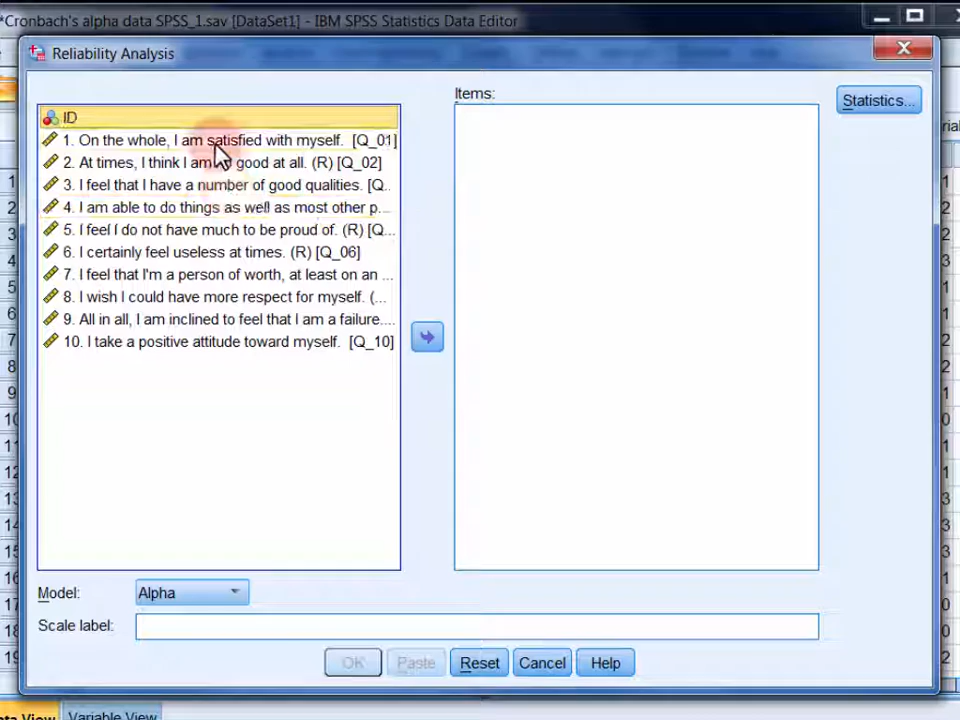 *Cronbach's alpha data SPSS_1.sav [DataSet1] - IBM SPSS Statistics Data Editor
Reliability Analysis
Items:
Statistics...
ID
1. On the whole, I am satisfied with myself. [Q_01]
2. At times, I think I am good at all. (R) [Q_02]
3. I feel that I have a number of good qualities. [Q...
4. I am able to do things as well as most other p...
5. I feel I do not have much to be proud of. (R) [Q...
6. I certainly feel useless at times. (R) [Q_06]
7. I feel that I'm a person of worth, at least on an ...
8. I wish I could have more respect for myself. (...
9. All in all, I am inclined to feel that I am a failure....
10. I take a positive attitude toward myself. [Q_10]
Model: Alpha
Scale label:
OK Paste Reset Cancel Help
View Variable View